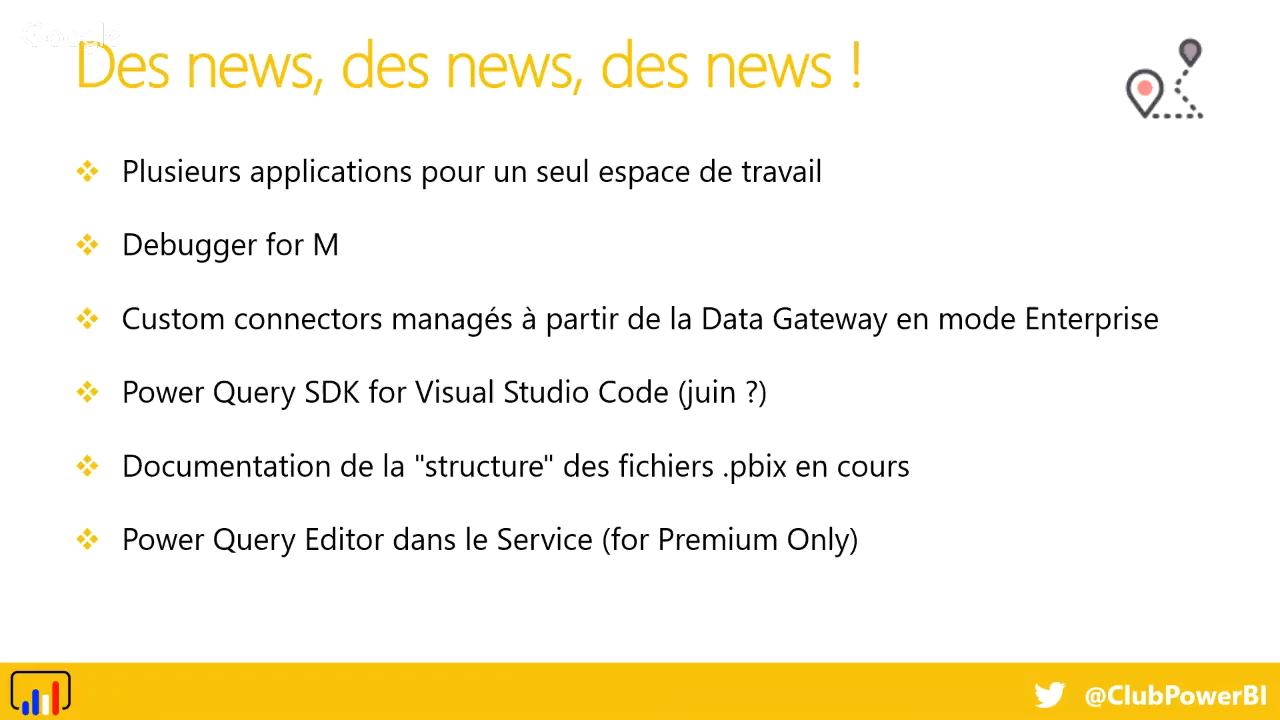 Google
Des news, des news, des news !
Plusieurs applications pour un seul espace de travail
Debugger for M
Custom connectors managés à partir de la Data Gateway en mode Enterprise
Power Query SDK for Visual Studio Code (juin ?)
Documentation de la "structure" des fichiers .pbix en cours
Power Query Editor dans le Service (for Premium Only)
@ClubPowerBI